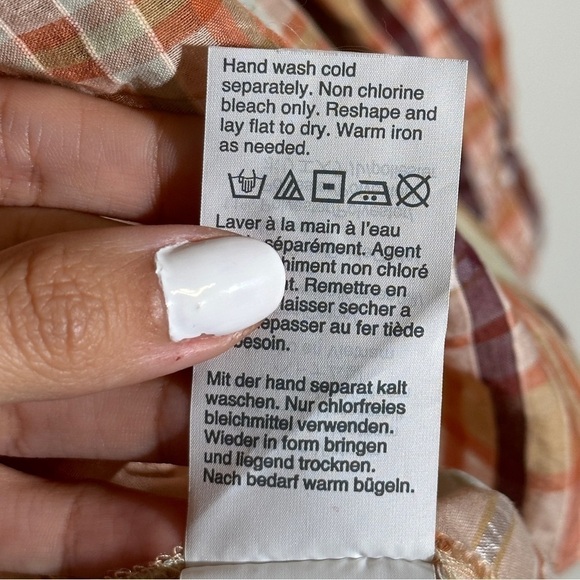 Hand wash cold
separately. Non chlorine
bleach only. Reshape and
lay flat to dry. Warm iron
as needed.
Laver à la main à l'eau
séparément. Agent
non chloré
Remettre en
laisser secher a
au fer tiède
Mit der hand separat kalt
waschen. Nur chlorfreies
bleichmittel verwenden.
Wieder in form bringen
und liegend trocknen.
Nach bedarf warm bügeln.